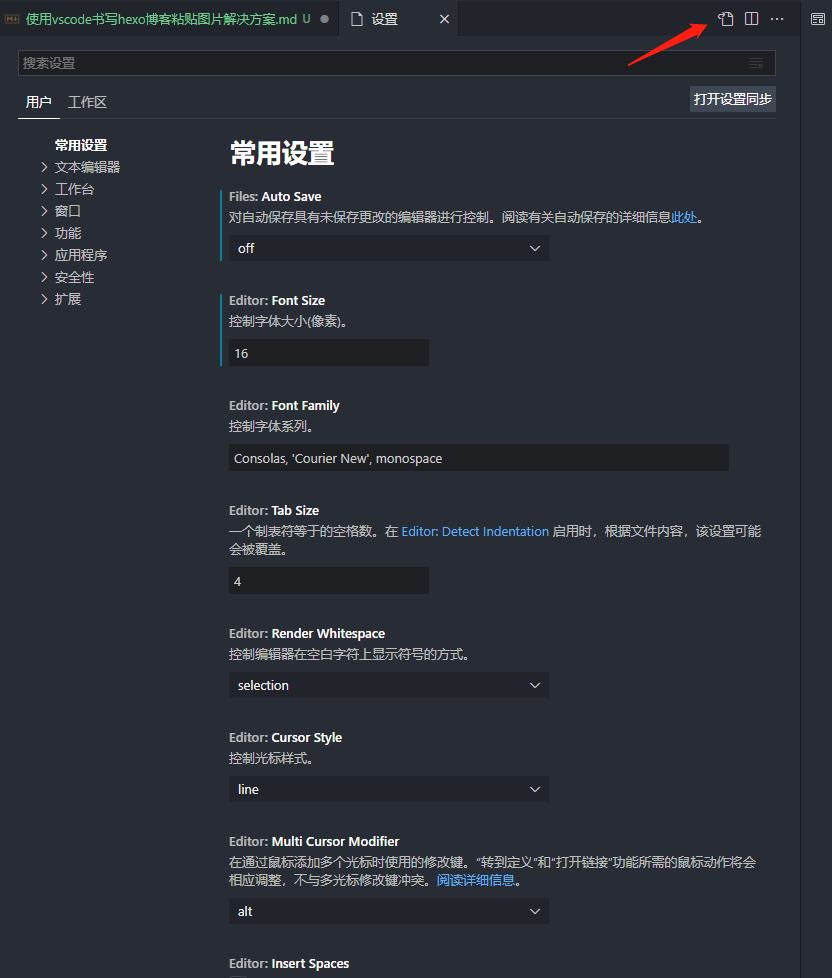 使用vscode书写hexo博客粘贴图片解决方案.md U
设置
搜索设置
用户 工作区
打开设置同步
常用设置
文本编辑器
工作台
窗口
功能
应用程序
安全性
扩展
常用设置
Files: Auto Save
对自动保存具有未保存更改的编辑器进行控制。阅读有关自动保存的详细信息此处。
off
Editor: Font Size
控制字体大小(像素)。
16
Editor: Font Family
控制字体系列。
Consolas, 'Courier New', monospace
Editor: Tab Size
一个制表符等于的空格数。在 Editor: Detect Indentation 启用时，根据文件内容，该设置可能
会被覆盖。
4
Editor: Render Whitespace
控制编辑器在空白字符上显示符号的方式。
selection
Editor: Cursor Style
控制光标样式。
line
Editor: Multi Cursor Modifier
在通过鼠标添加多个光标时使用的修改键。“转到定义”和“打开链接”功能所需的鼠标动作将会
相应调整，不与多光标修改键冲突。阅读详细信息。
alt
Editor: Insert Spaces